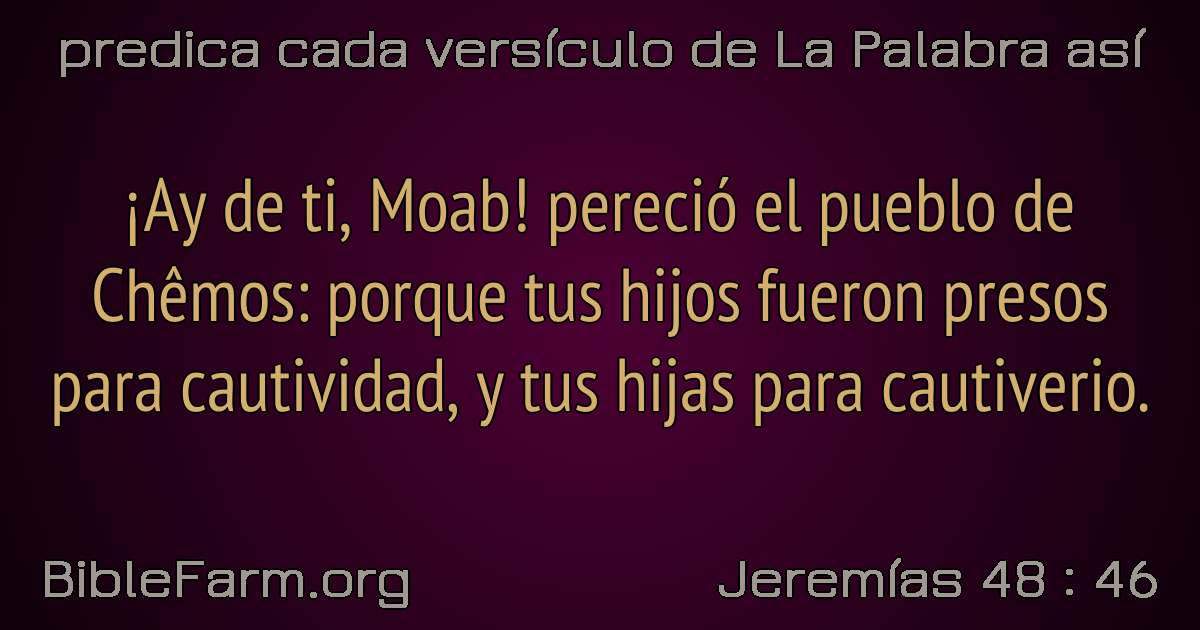 predica cada versículo de La Palabra así
¡Ay de ti, Moab! pereció el pueblo de
Chêmos: porque tus hijos fueron presos
para cautividad, y tus hijas para cautiverio.
BibleFarm.org
Jeremías 48 : 46